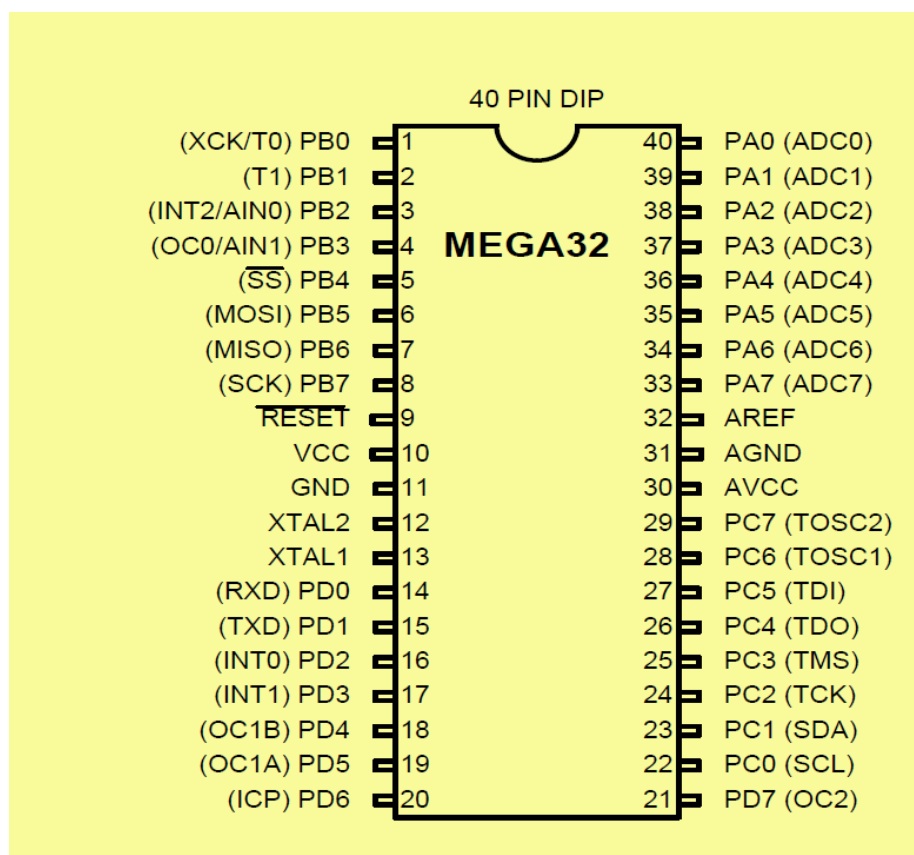 40 PIN DIP
(XCK/T0) PB0 1 40 PA0 (ADC0)
(T1) PB1 2 39 PA1 (ADC1)
(INT2/AIN0) PB2 3 38 PA2 (ADC2)
(OC0/AIN1) PB3 4 MEGA32 37 PA3 (ADC3)
(S̅S̅) PB4 5 36 PA4 (ADC4)
(MOSI) PB5 6 35 PA5 (ADC5)
(MISO) PB6 7 34 PA6 (ADC6)
(SCK) PB7 8 33 PA7 (ADC7)
R̅E̅S̅E̅T̅ 9 32 AREF
VCC 10 31 AGND
GND 11 30 AVCC
XTAL2 12 29 PC7 (TOSC2)
XTAL1 13 28 PC6 (TOSC1)
(RXD) PD0 14 27 PC5 (TDI)
(TXD) PD1 15 26 PC4 (TDO)
(INT0) PD2 16 25 PC3 (TMS)
(INT1) PD3 17 24 PC2 (TCK)
(OC1B) PD4 18 23 PC1 (SDA)
(OC1A) PD5 19 22 PC0 (SCL)
(ICP) PD6 20 21 PD7 (OC2)